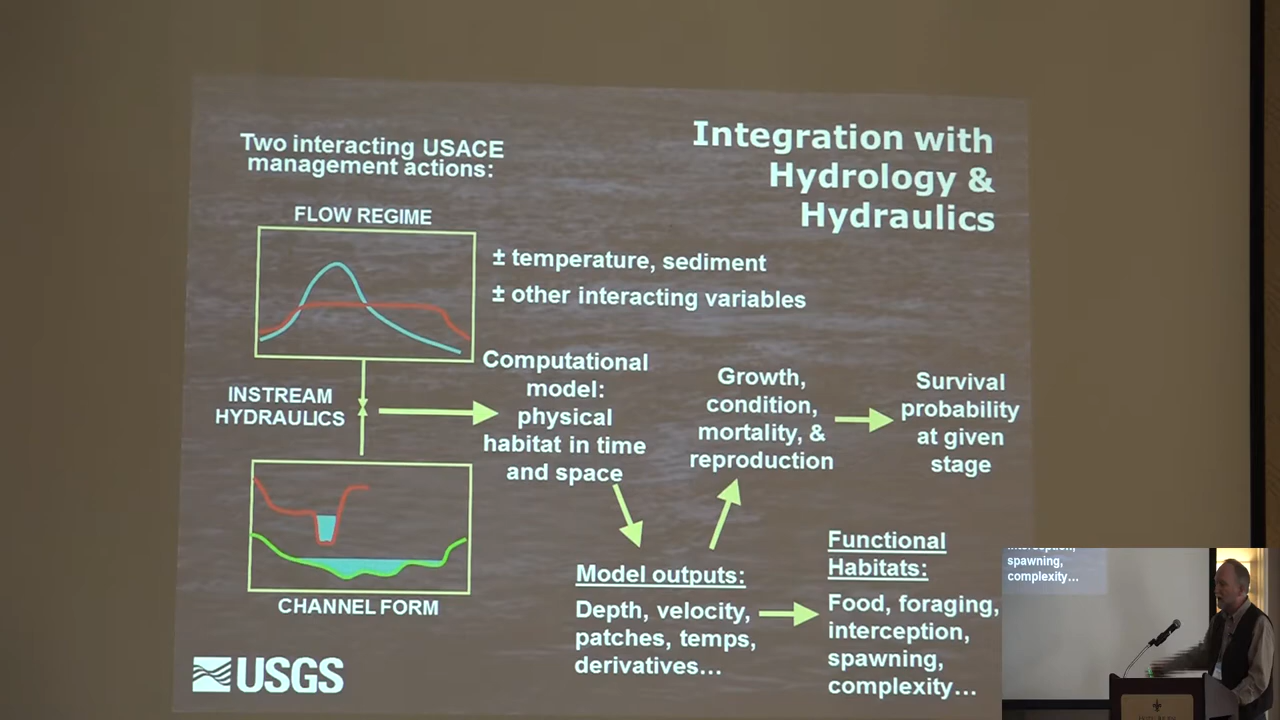 Integration with
Hydrology &
Hydraulics
Two interacting USACE
management actions:
FLOW REGIME
± temperature, sediment
± other interacting variables
INSTREAM
HYDRAULICS
Computational
model:
physical
habitat in time
and space
Growth,
condition,
mortality, &
reproduction
Survival
probability
at given
stage
CHANNEL FORM
Model outputs:
Depth, velocity,
patches, temps,
derivatives...
Functional
Habitats:
Food, foraging,
interception,
spawning,
complexity...
USGS
interception,
spawning,
complexity...